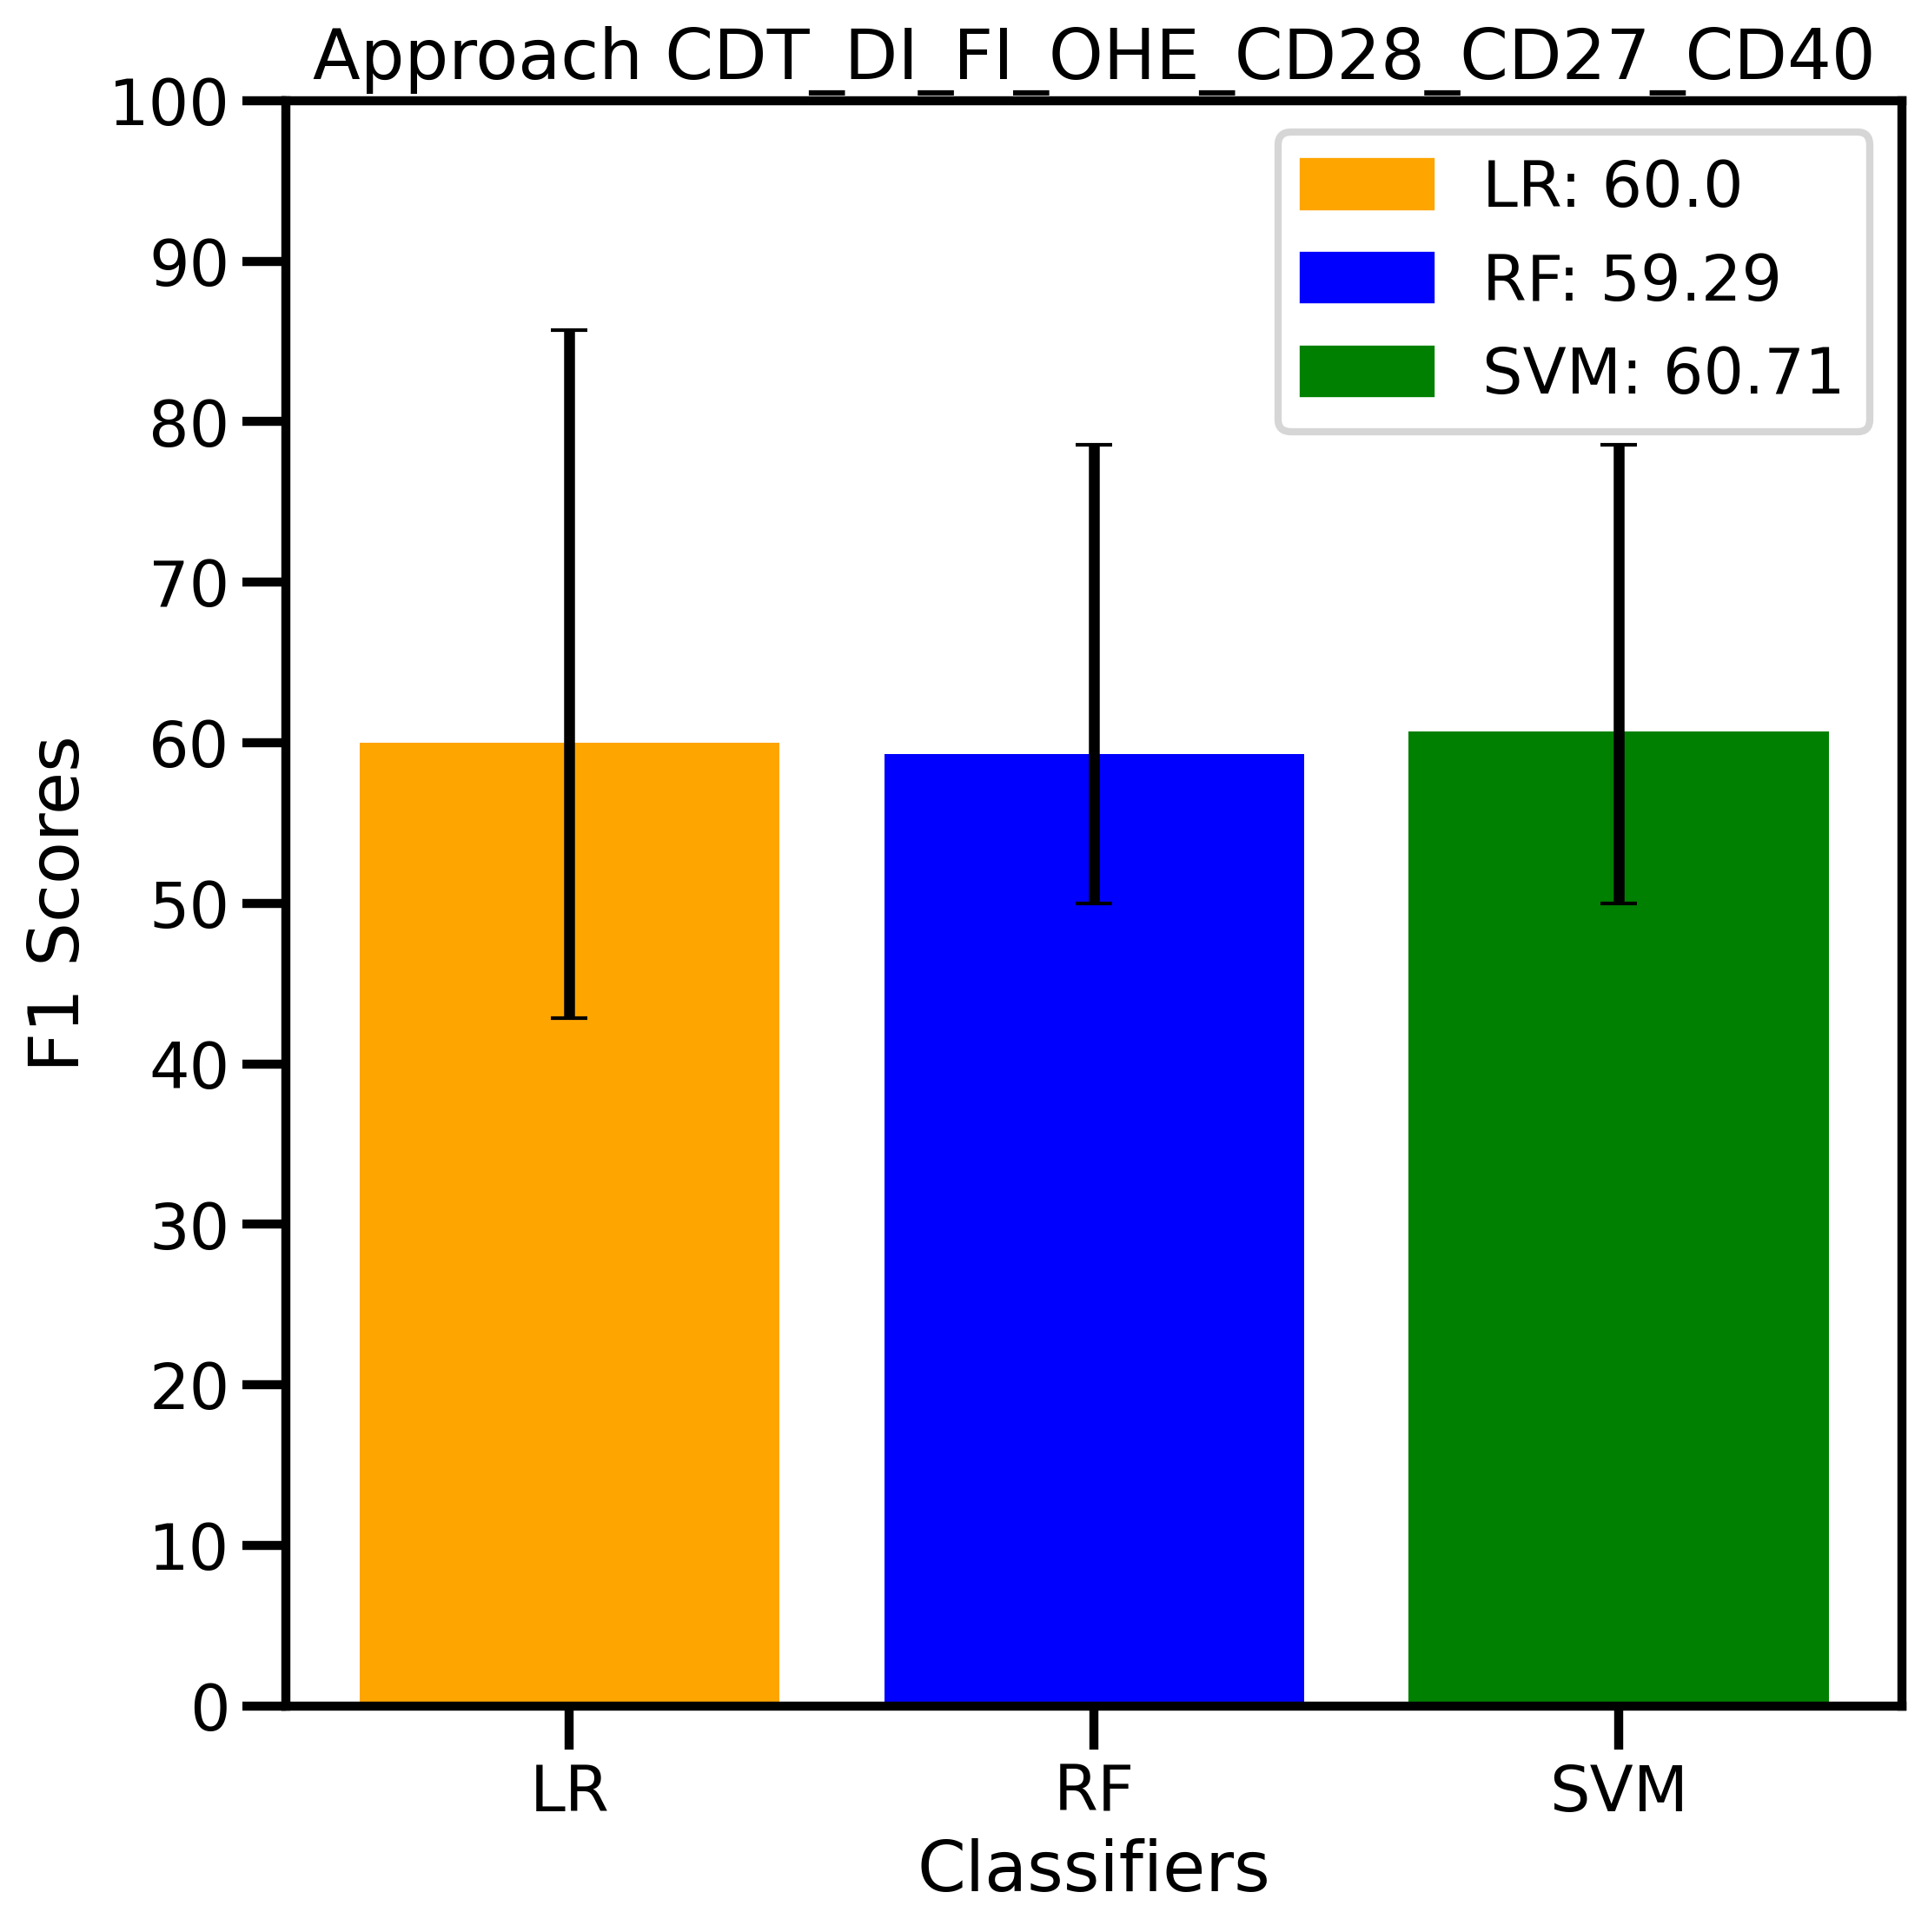 Approach CDT_DI_FI_OHE_CD28_CD27_CD40
100
90
80
70
60
50
40
30
20
10
0
F1 Scores
LR: 60.0
RF: 59.29
SVM: 60.71
LR
RF
SVM
Classifiers